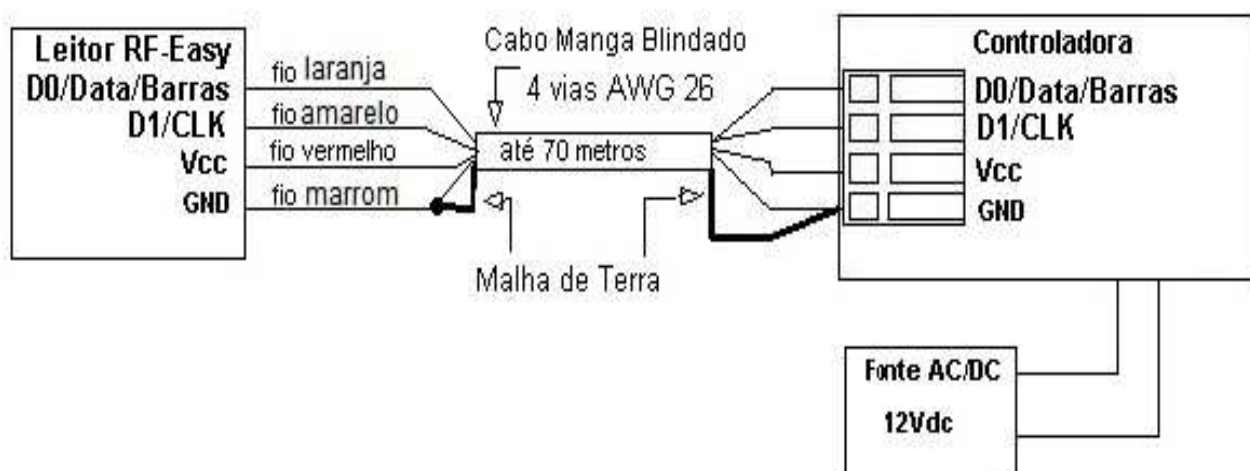 Leitor RF-Easy
D0/Data/Barras
D1/CLK
Vcc
GND
fio laranja
fio amarelo
fio vermelho
fio marrom
Cabo Manga Blindado
4 vias AWG 26
até 70 metros
Malha de Terra
Controladora
D0/Data/Barras
D1/CLK
Vcc
GND
Fonte AC/DC
12Vdc